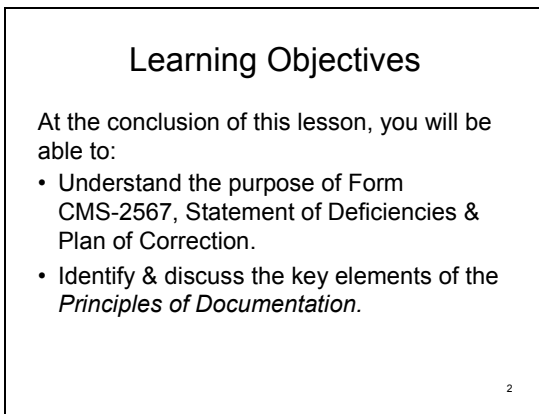 Learning Objectives
At the conclusion of this lesson, you will be
able to:
• Understand the purpose of Form
CMS-2567, Statement of Deficiencies &
Plan of Correction.
• Identify & discuss the key elements of the
Principles of Documentation.
2